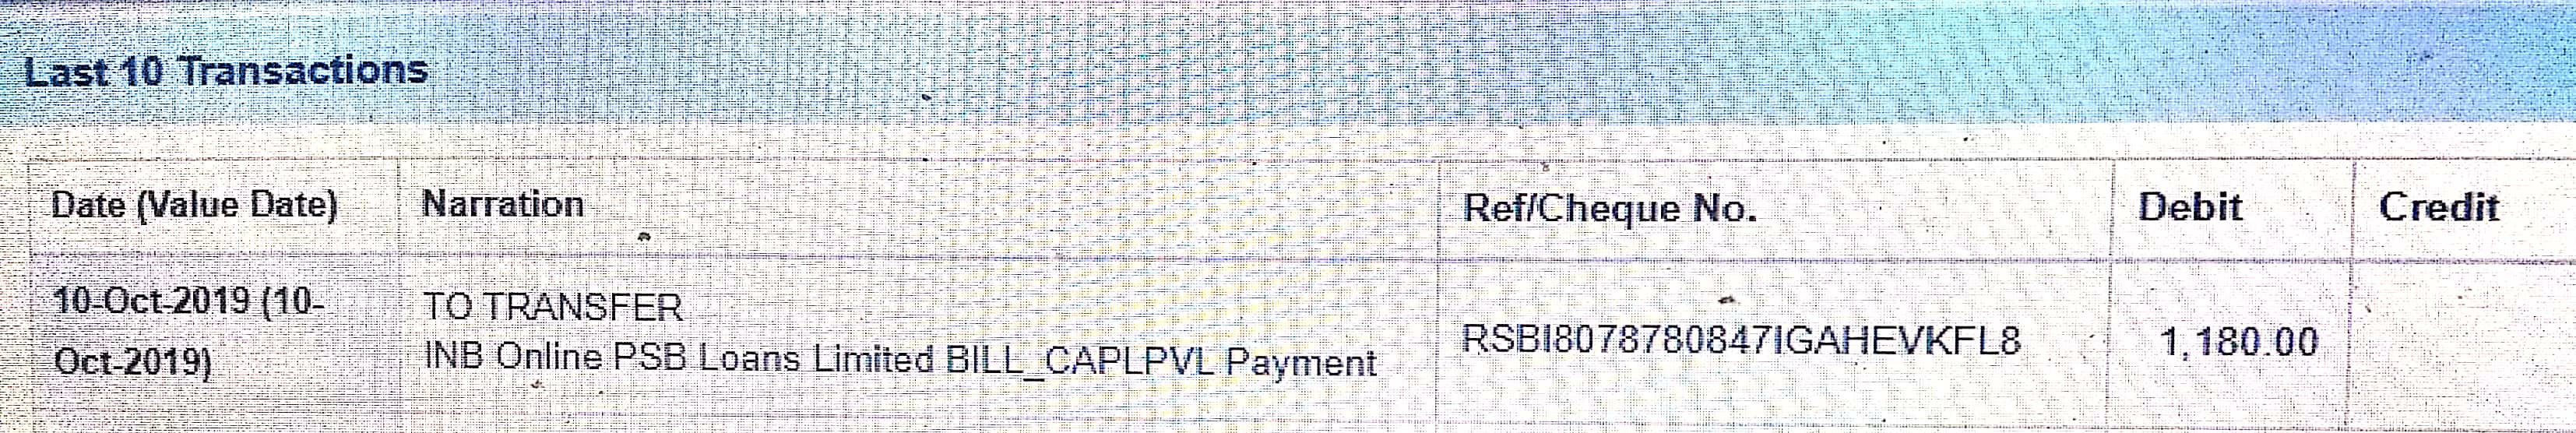 Last 10 Transactions
Date (Value Date) Narration Ref/Cheque No. Debit Credit
10-Oct-2019 (10-
Oct-2019)
TO TRANSFER
INB Online PSB Loans Limited BILL_CAPLPVL Payment
RSBI8078780847IGAHEVKFL8
1,180.00